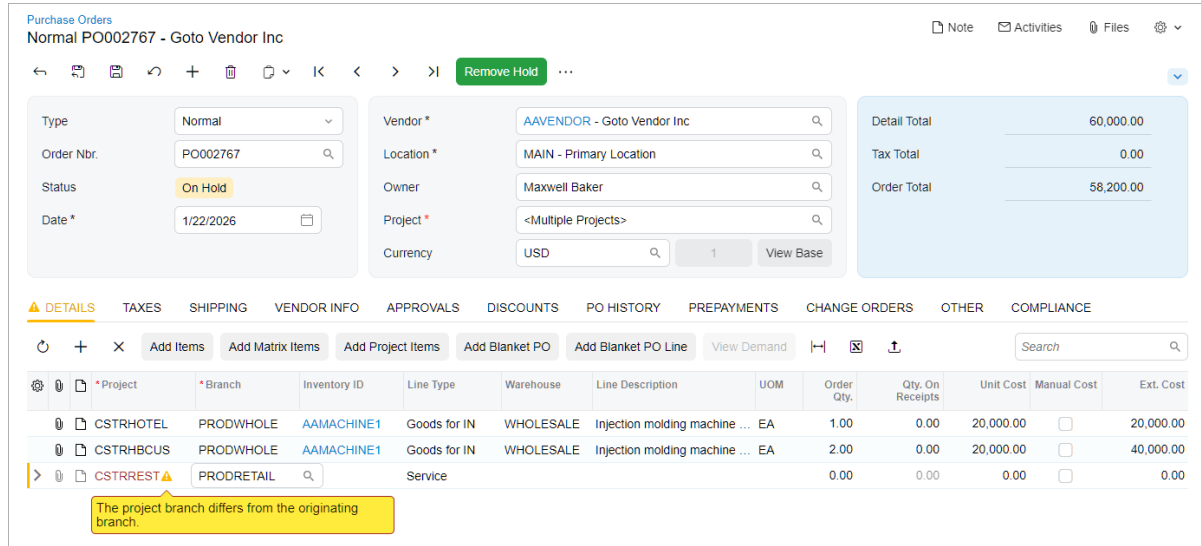 Purchase Orders
Normal PO002767 - Goto Vendor Inc
Note Activities Files
Remove Hold
Type Normal
Order Nbr. PO002767
Status On Hold
Date * 1/22/2026
Vendor * AAVENDOR - Goto Vendor Inc
Location * MAIN - Primary Location
Owner Maxwell Baker
Project * <Multiple Projects>
Currency USD 1 View Base
Detail Total 60,000.00
Tax Total 0.00
Order Total 58,200.00
DETAILS TAXES SHIPPING VENDOR INFO APPROVALS DISCOUNTS PO HISTORY PREPAYMENTS CHANGE ORDERS OTHER COMPLIANCE
Add Items Add Matrix Items Add Project Items Add Blanket PO Add Blanket PO Line View Demand Search
* Project * Branch Inventory ID Line Type Warehouse Line Description UOM Order Qty. Qty. On Receipts Unit Cost Manual Cost Ext. Cost
CSTRHOTEL PRODWHOLE AAMACHINE1 Goods for IN WHOLESALE Injection molding machine ... EA 1.00 0.00 20,000.00 20,000.00
CSTRHBCUS PRODWHOLE AAMACHINE1 Goods for IN WHOLESALE Injection molding machine ... EA 2.00 0.00 20,000.00 40,000.00
CSTRREST PRODRETAIL Service 0.00 0.00 0.00 0.00
The project branch differs from the originating
branch.